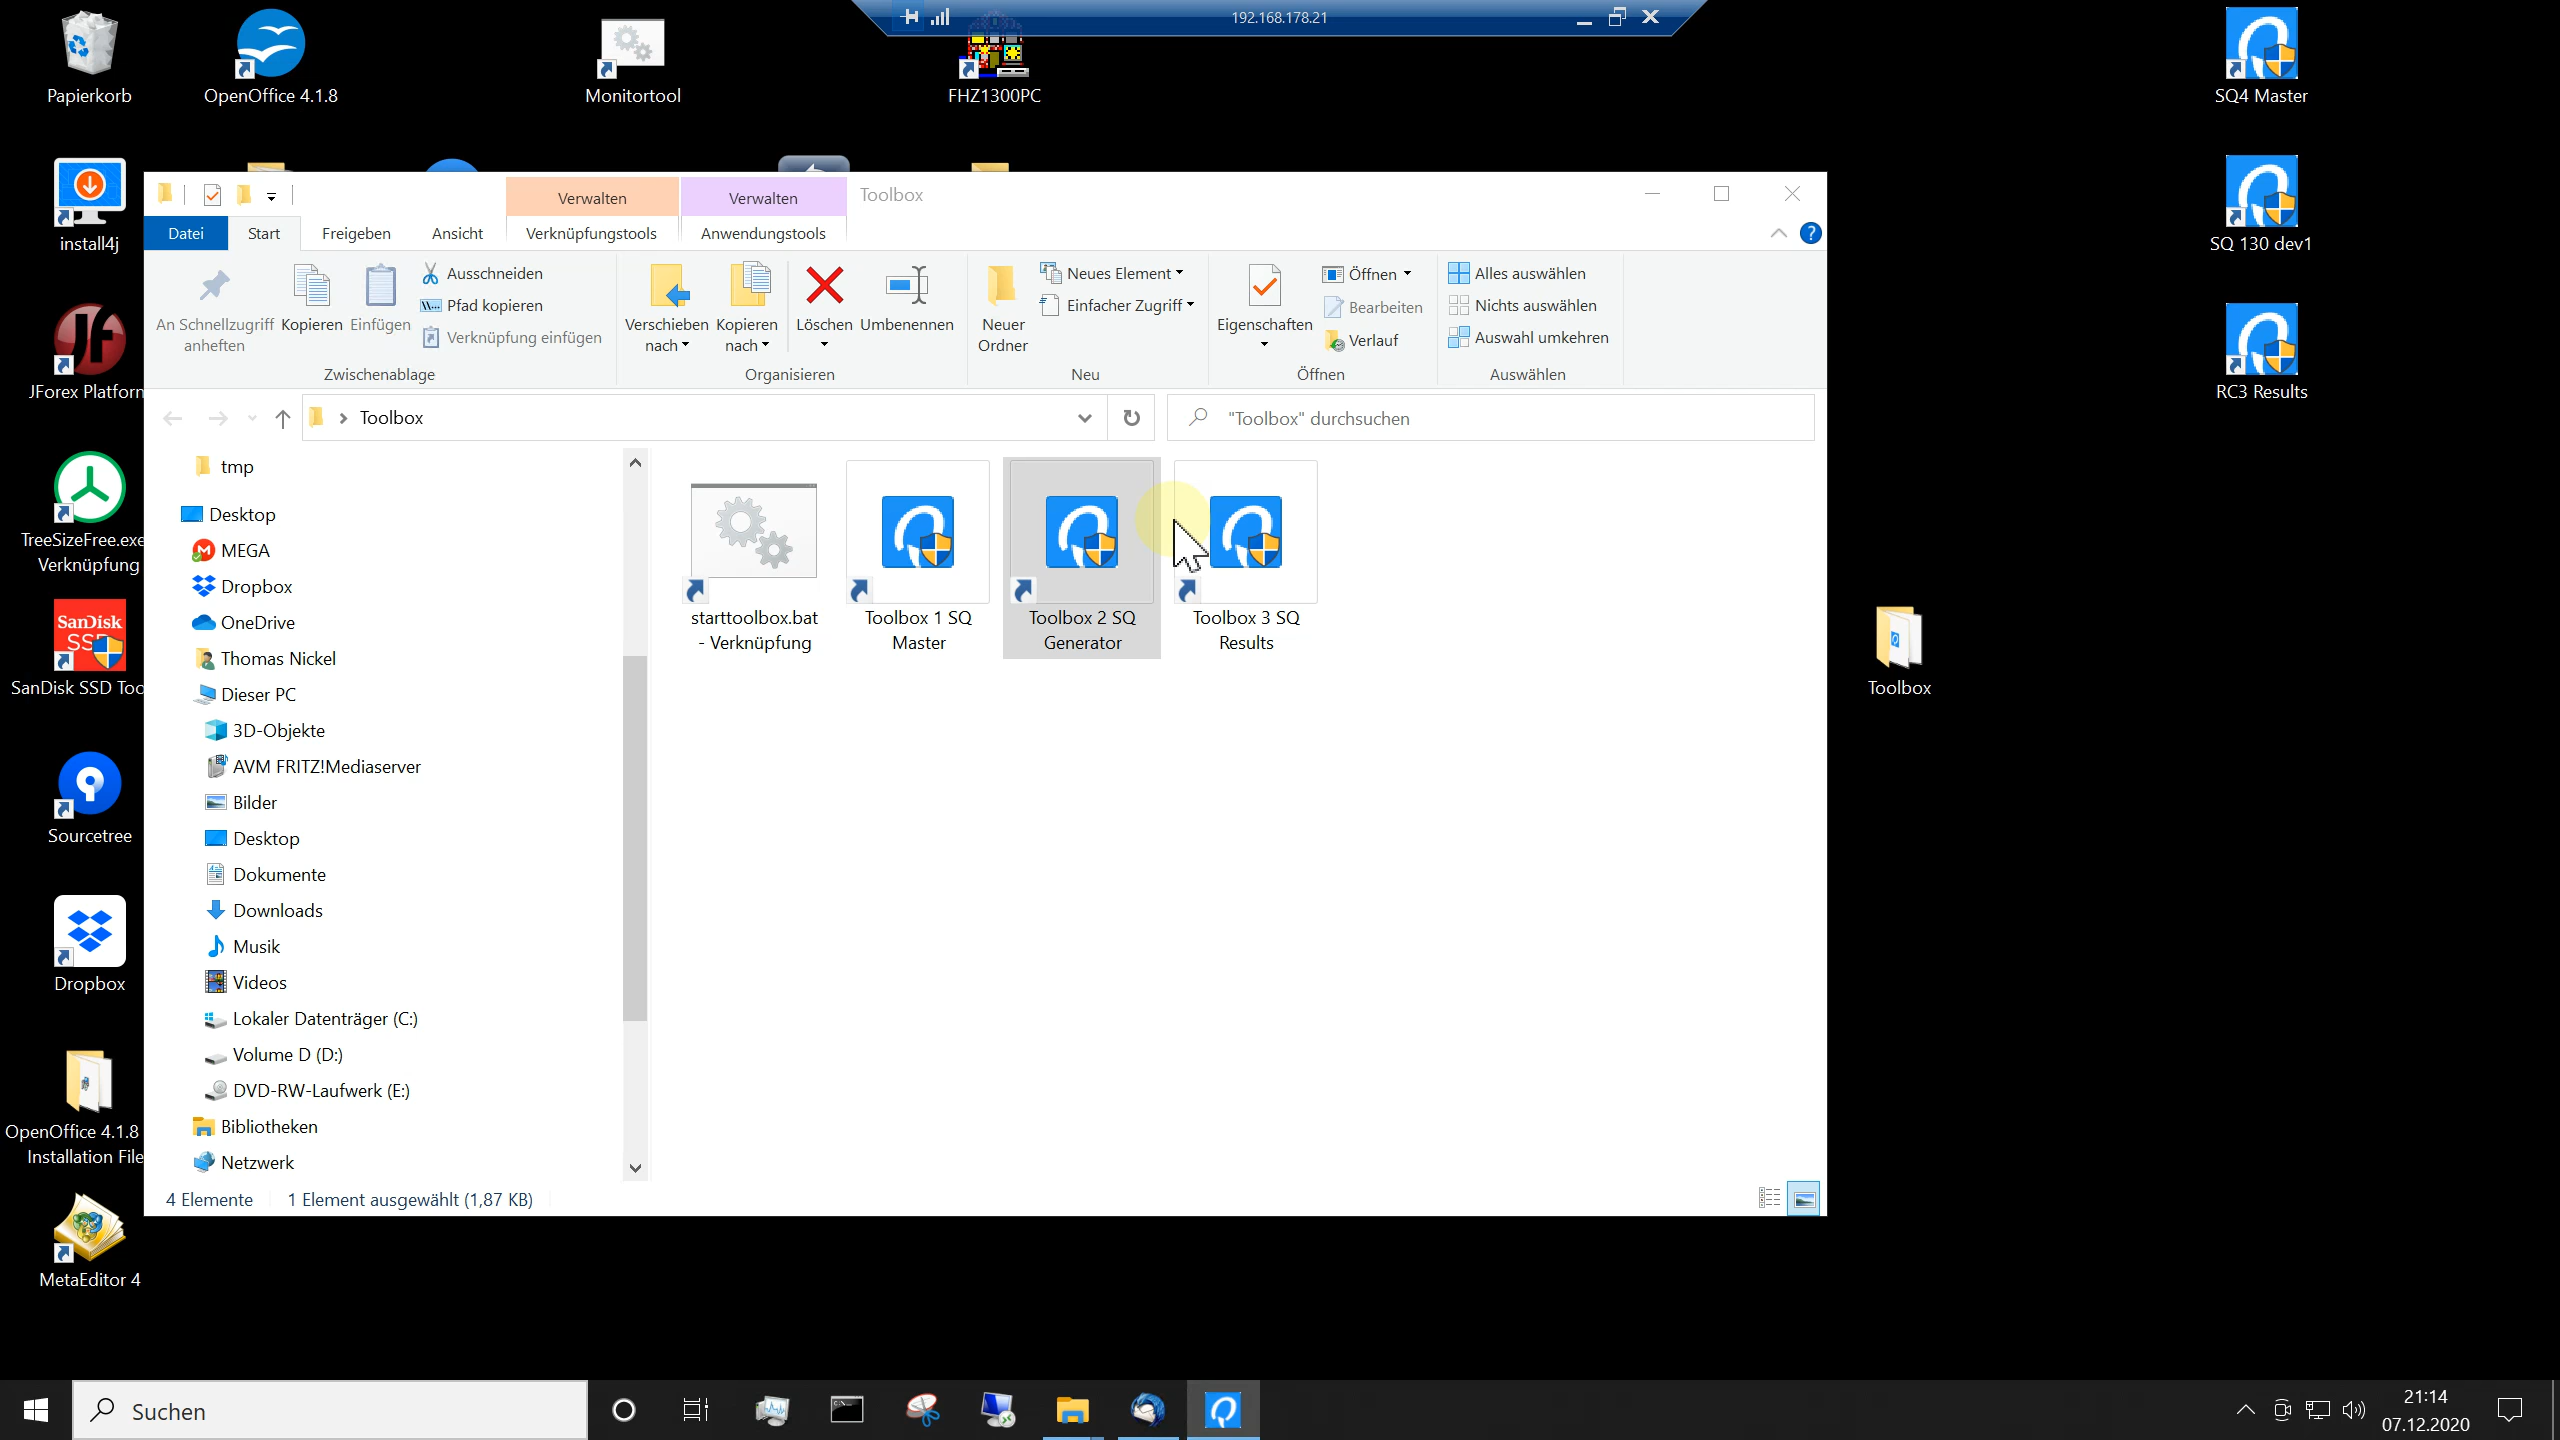 192.168.178.21
Papierkorb
OpenOffice 4.1.8
Monitortool
FHZ1300PC
SQ4 Master
install4j
SQ 130 dev1
JForex Platform
RC3 Results
TreeSizeFree.exe
Verknüpfung
SanDisk
SSD
SanDisk SSD Too
Toolbox
Sourcetree
Dropbox
OpenOffice 4.1.8
Installation File
MetaEditor 4
Verwalten
Verwalten
Toolbox
Datei
Start
Freigeben
Ansicht
Verknüpfungstools
Anwendungstools
An Schnellzugriff
anheften
Kopieren
Einfügen
Ausschneiden
Pfad kopieren
Verknüpfung einfügen
Zwischenablage
Verschieben
nach
Kopieren
nach
Löschen
Umbenennen
Organisieren
Neuer
Ordner
Neues Element
Einfacher Zugriff
Neu
Eigenschaften
Öffnen
Bearbeiten
Verlauf
Öffnen
Alles auswählen
Nichts auswählen
Auswahl umkehren
Auswählen
Toolbox
"Toolbox" durchsuchen
tmp
Desktop
MEGA
Dropbox
OneDrive
Thomas Nickel
Dieser PC
3D-Objekte
AVM FRITZ!Mediaserver
Bilder
Desktop
Dokumente
Downloads
Musik
Videos
Lokaler Datenträger (C:)
Volume D (D:)
DVD-RW-Laufwerk (E:)
Bibliotheken
Netzwerk
starttoolbox.bat
- Verknüpfung
Toolbox 1 SQ
Master
Toolbox 2 SQ
Generator
Toolbox 3 SQ
Results
4 Elemente
1 Element ausgewählt (1,87 KB)
Suchen
21:14
07.12.2020